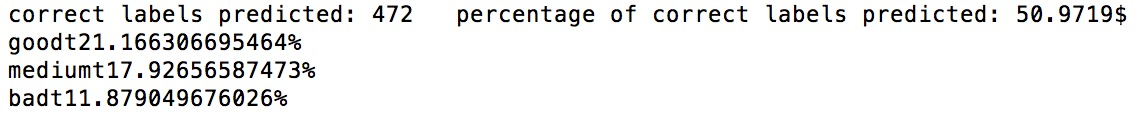 correct labels predicted: 472   percentage of correct labels predicted: 50.9719$
goodt21.166306695464%
mediumt17.92656587473%
badt11.879049676026%